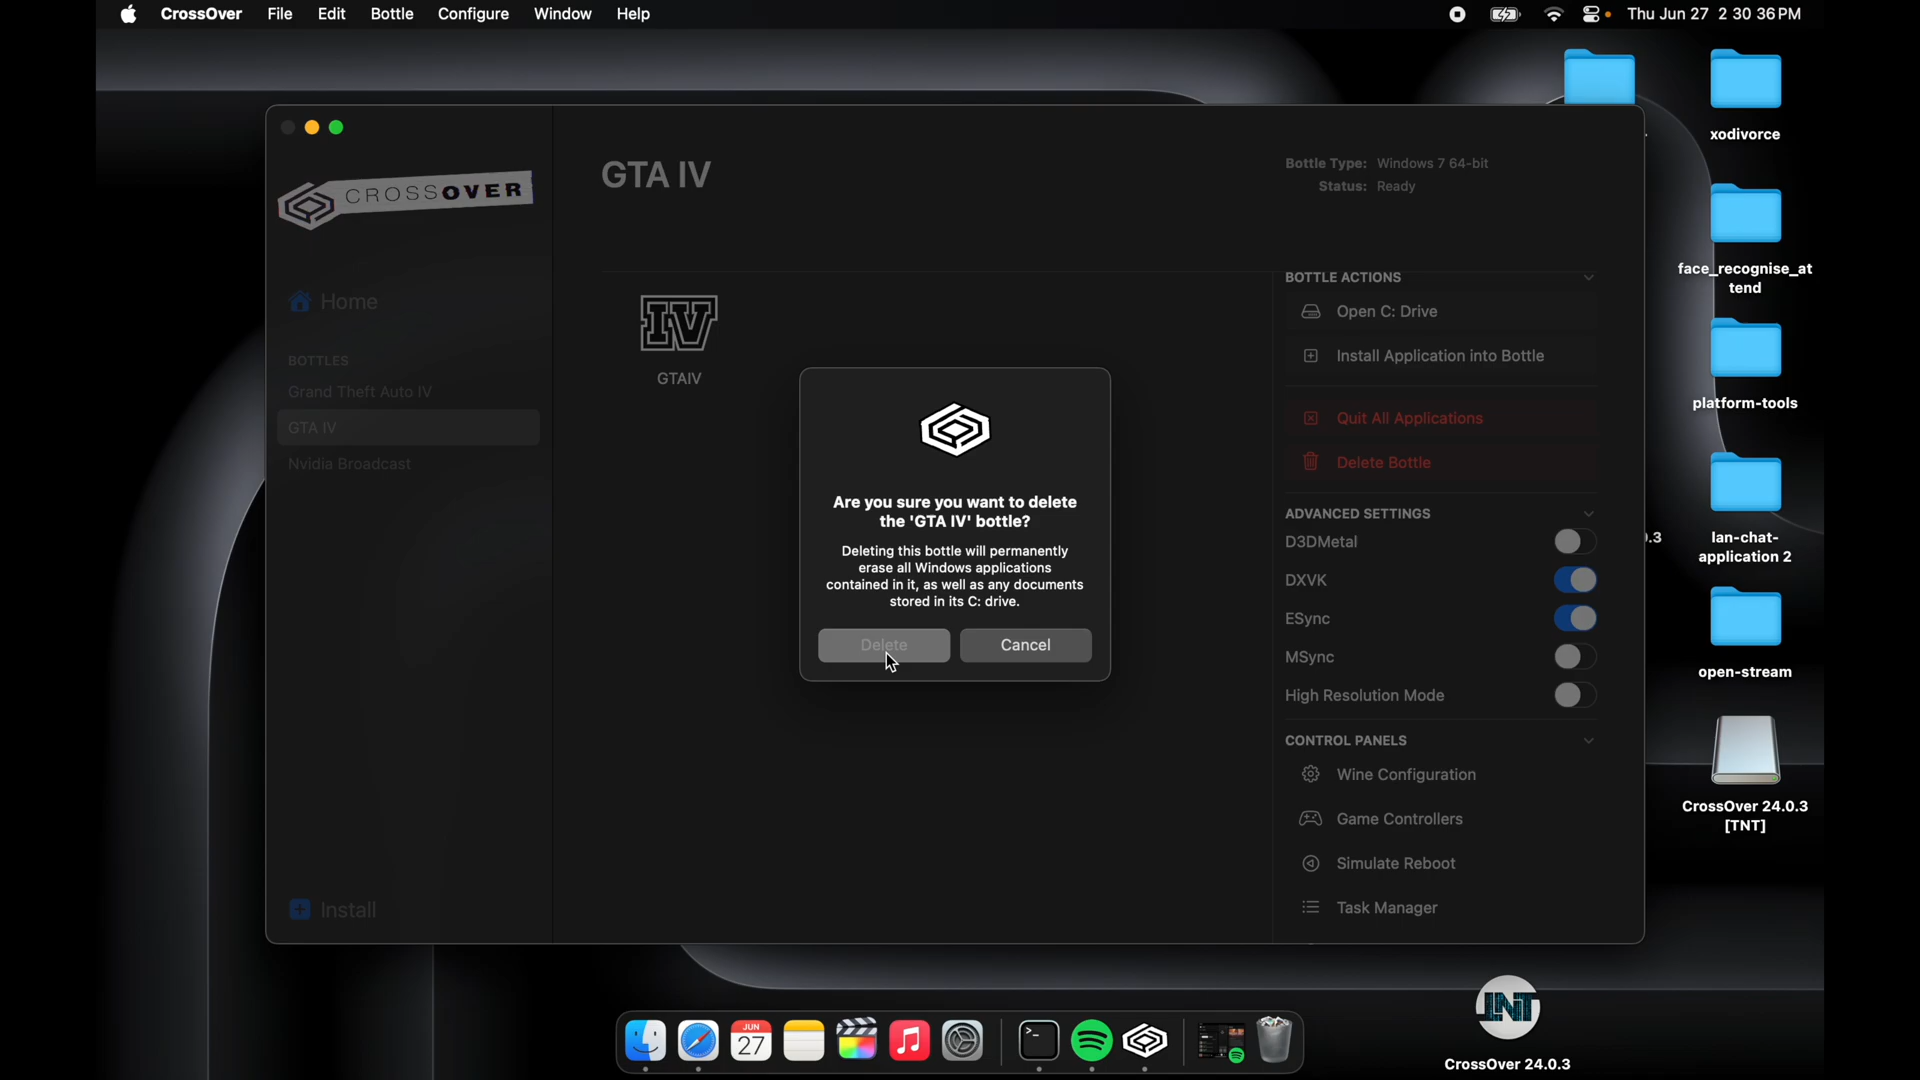 CrossOver File Edit Bottle Configure Window Help Thu Jun 27 2 30 36 PM
xodivorce
CROSSOVER
GTA IV
Bottle Type: Windows 7 64-bit
Status: Ready
face_recognise_at
tend
Home
BOTTLES
Grand Theft Auto IV
GTA IV
Nvidia Broadcast
IV
GTAIV
BOTTLE ACTIONS
Open C: Drive
Install Application into Bottle
Quit All Applications
Delete Bottle
platform-tools
Are you sure you want to delete
the 'GTA IV' bottle?
Deleting this bottle will permanently
erase all Windows applications
contained in it, as well as any documents
stored in its C: drive.
Delete Cancel
ADVANCED SETTINGS
D3DMetal
DXVK
ESync
MSync
High Resolution Mode
.3
lan-chat-
application 2
open-stream
CONTROL PANELS
Wine Configuration
Game Controllers
Simulate Reboot
Task Manager
CrossOver 24.0.3
[TNT]
Install
JUN
27
TNT
CrossOver 24.0.3